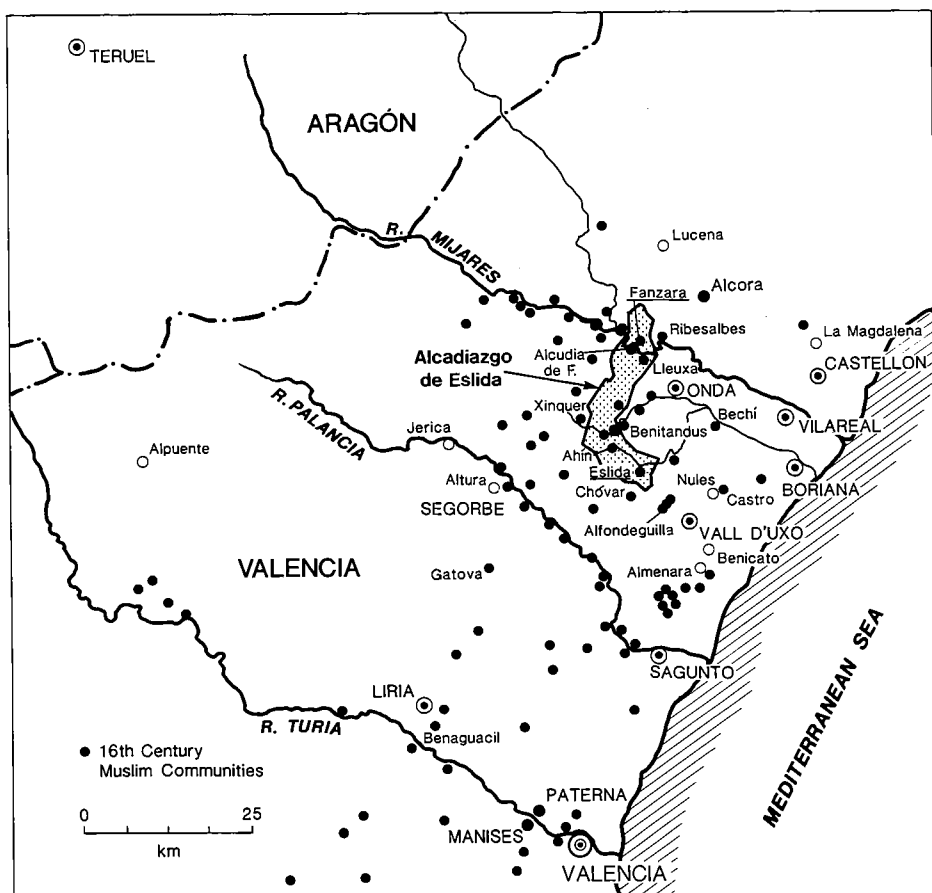 TERUEL
ARAGÓN
R. MIJARES
Lucena
Fanzara
Alcora
Ribesalbes
La Magdalena
CASTELLON
Alcadiazgo
de Eslida
Alcudia
de F.
Lleuxa
ONDA
VILAREAL
R. PALANCIA
Xinquer
Bechí
Jerica
Benitandus
Alpuente
Ahín
BORIANA
Altura
Eslida
Nules
SEGORBE
Chovar
Castro
Alfondeguilla
VALL D'UXO
VALENCIA
Gatova
Almenara
Benicato
SAGUNTO
LIRIA
R. TURIA
Benaguacil
MEDITERRANEAN SEA
16th Century
Muslim Communities
0 25
km
PATERNA
MANISES
VALENCIA